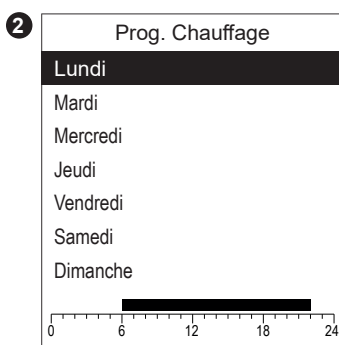 2
Prog. Chauffage
Lundi
Mardi
Mercredi
Jeudi
Vendredi
Samedi
Dimanche
0 6 12 18 24